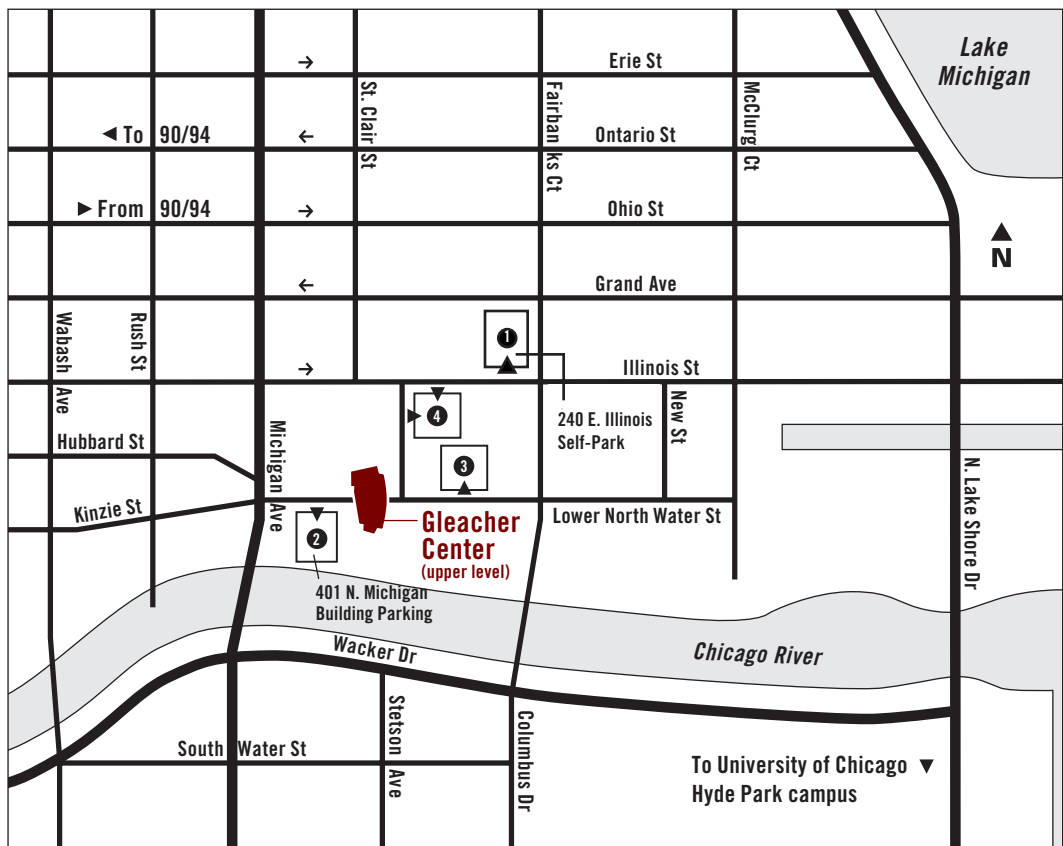 Erie St
Lake
Michigan
St. Clair St
Fairbanks Ct
McClurg Ct
To 90/94
Ontario St
From 90/94
Ohio St
N
Grand Ave
Wabash Ave
Rush St
1
Illinois St
4
240 E. Illinois
Self-Park
New St
Hubbard St
Michigan Ave
3
N. Lake Shore Dr
Kinzie St
2
Gleacher
Center
(upper level)
Lower North Water St
401 N. Michigan
Building Parking
Wacker Dr
Chicago River
Stetson Ave
Columbus Dr
South Water St
To University of Chicago
Hyde Park campus